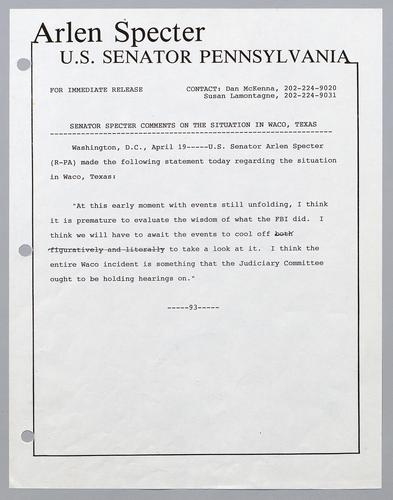 Arlen Specter
U.S. SENATOR PENNSYLVANIA
FOR IMMEDIATE RELEASE CONTACT: Dan McKenna, 202-224-9020
Susan Lamontagne, 202-224-9031
SENATOR SPECTER COMMENTS ON THE SITUATION IN WACO, TEXAS
Washington, D.C., April 19-----U.S. Senator Arlen Specter
(R-PA) made the following statement today regarding the situation
in Waco, Texas:
"At this early moment with events still unfolding, I think
it is premature to evaluate the wisdom of what the FBI did. I
think we will have to await the events to cool off both
figuratively and literally to take a look at it. I think the
entire Waco incident is something that the Judiciary Committee
ought to be holding hearings on."
-----93-----